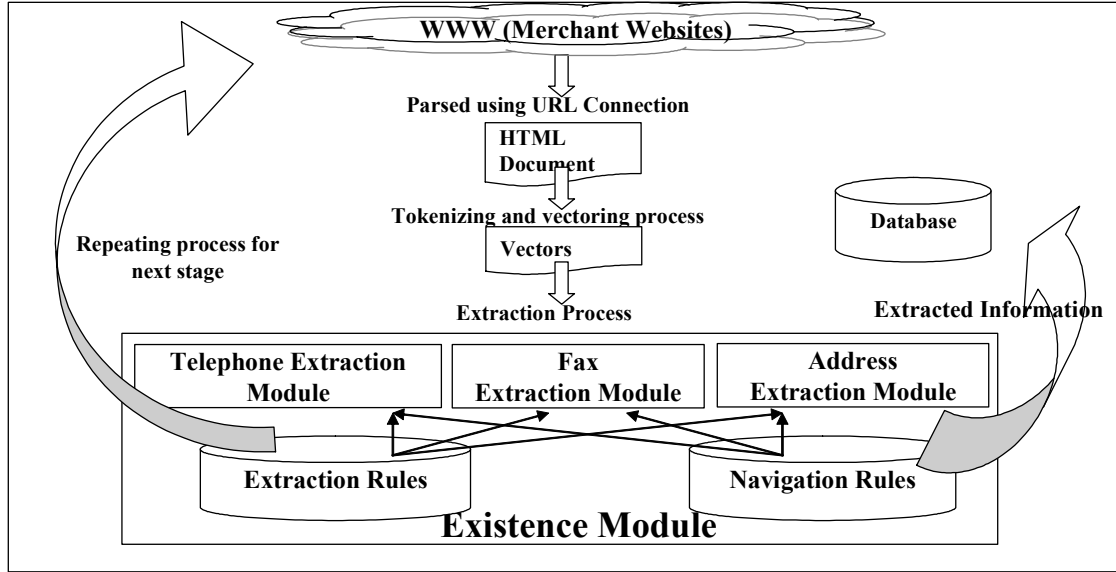 WWW (Merchant Websites)
Parsed using URL Connection
HTML
Document
Tokenizing and vectoring process
Vectors
Extraction Process
Repeating process for
next stage
Database
Extracted Information
Telephone Extraction
Module
Fax
Extraction Module
Address
Extraction Module
Extraction Rules
Navigation Rules
Existence Module